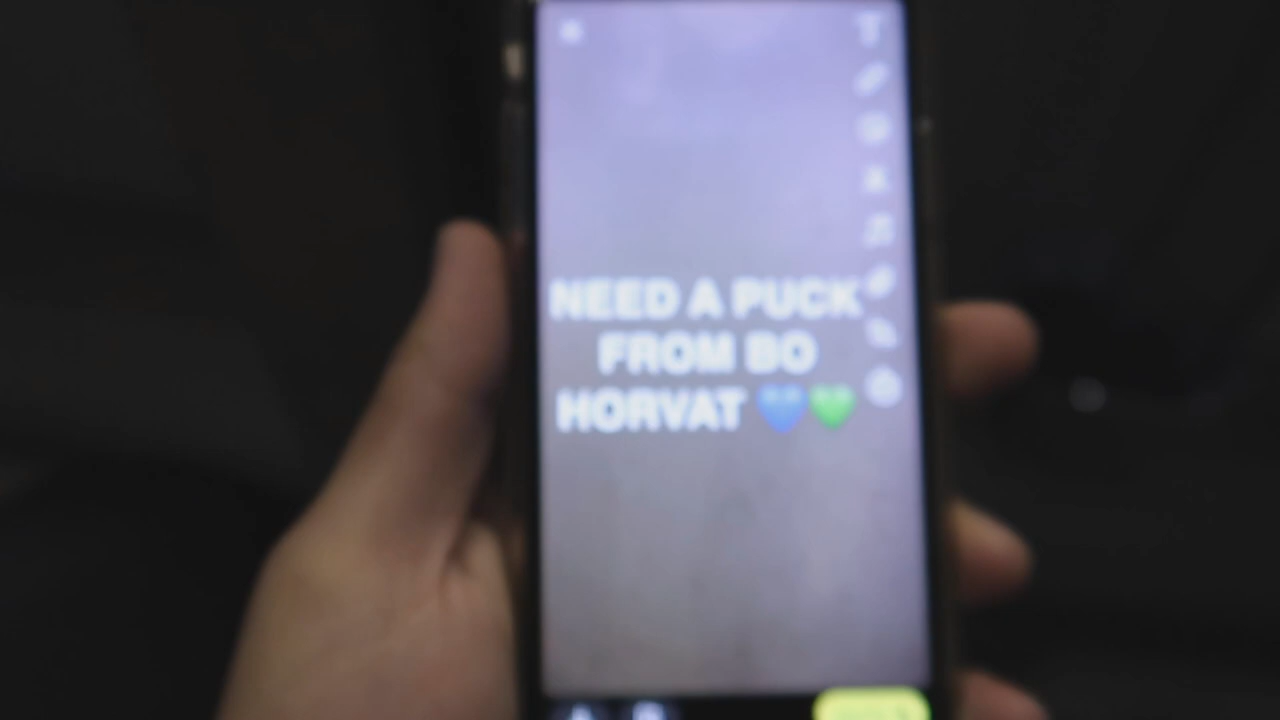 NEED A PUCK
FROM BO
HORVAT 💙💚